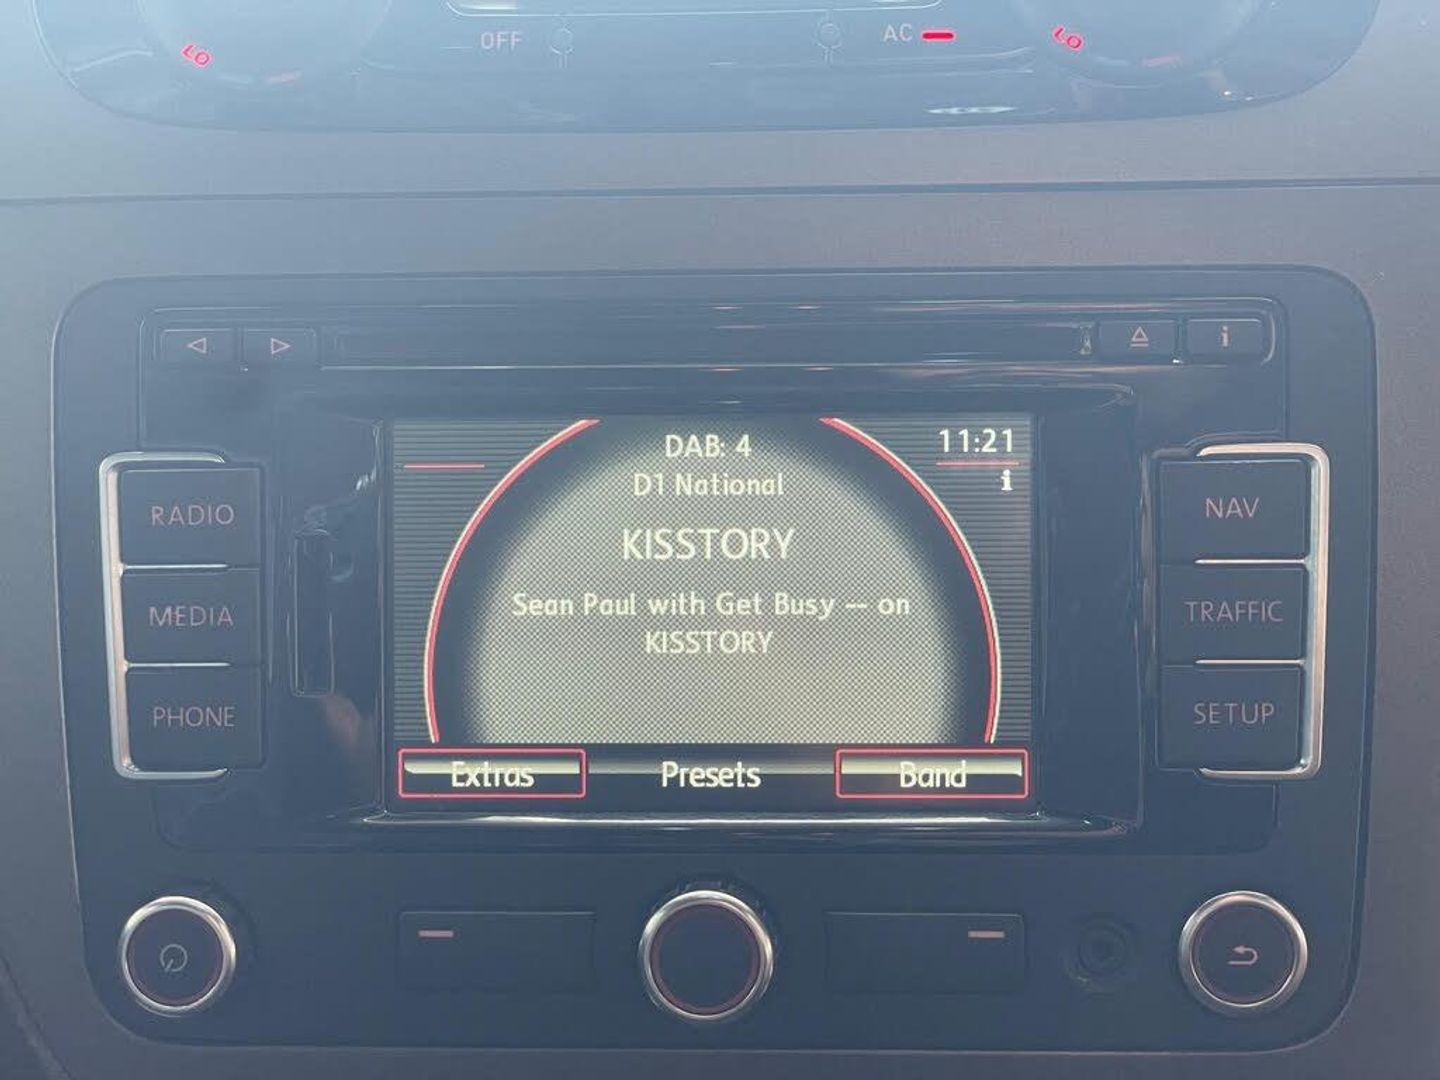 LO
OFF
AC
LO
i
DAB: 4
11:21
D1 National
i
KISSTORY
Sean Paul with Get Busy -- on
KISSTORY
Extras
Presets
Band
RADIO
MEDIA
PHONE
NAV
TRAFFIC
SETUP